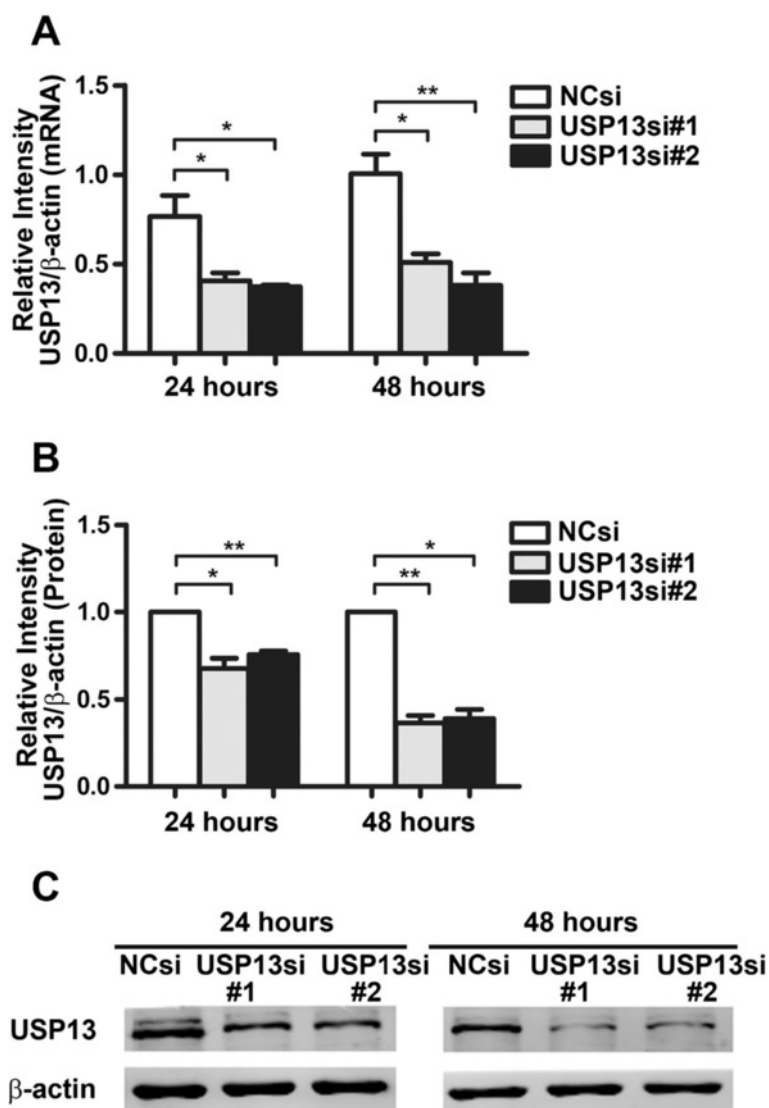 A
Relative Intensity
USP13/β-actin (mRNA)
1.5
1.0
0.5
0.0
* * * **
24 hours 48 hours
NCsi
USP13si#1
USP13si#2
B
Relative Intensity
USP13/β-actin (Protein)
1.5
1.0
0.5
0.0
** * * **
24 hours 48 hours
NCsi
USP13si#1
USP13si#2
C
24 hours 48 hours
NCsi USP13si USP13si NCsi USP13si USP13si
#1 #2 #1 #2
USP13
β-actin